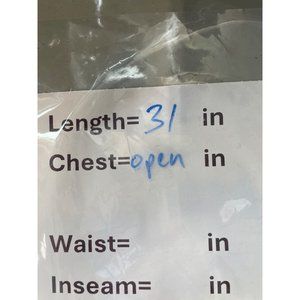 Length= 31 in
Chest= open in
Waist= in
Inseam= in